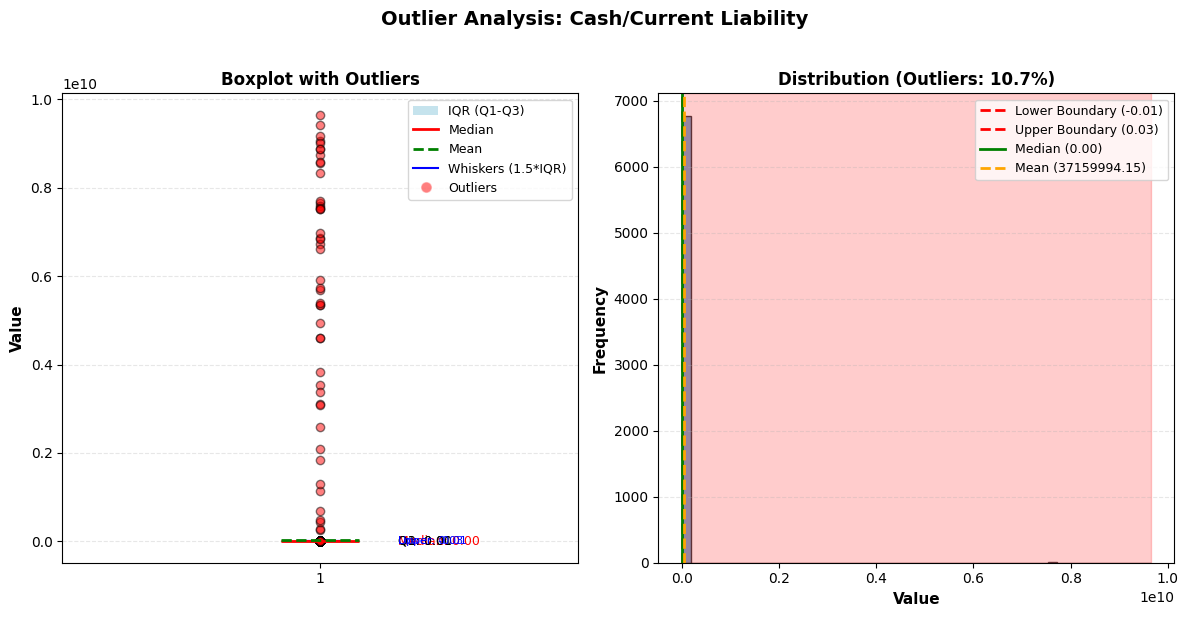 Outlier Analysis: Cash/Current Liability
Boxplot with Outliers
1e10
Value
1.0
0.8
0.6
0.4
0.2
0.0
1
IQR (Q1-Q3)
Median
Mean
Whiskers (1.5*IQR)
Outliers
Distribution (Outliers: 10.7%)
Frequency
7000
6000
5000
4000
3000
2000
1000
0
0.0 0.2 0.4 0.6 0.8 1.0
1e10
Value
Lower Boundary (-0.01)
Upper Boundary (0.03)
Median (0.00)
Mean (37159994.15)